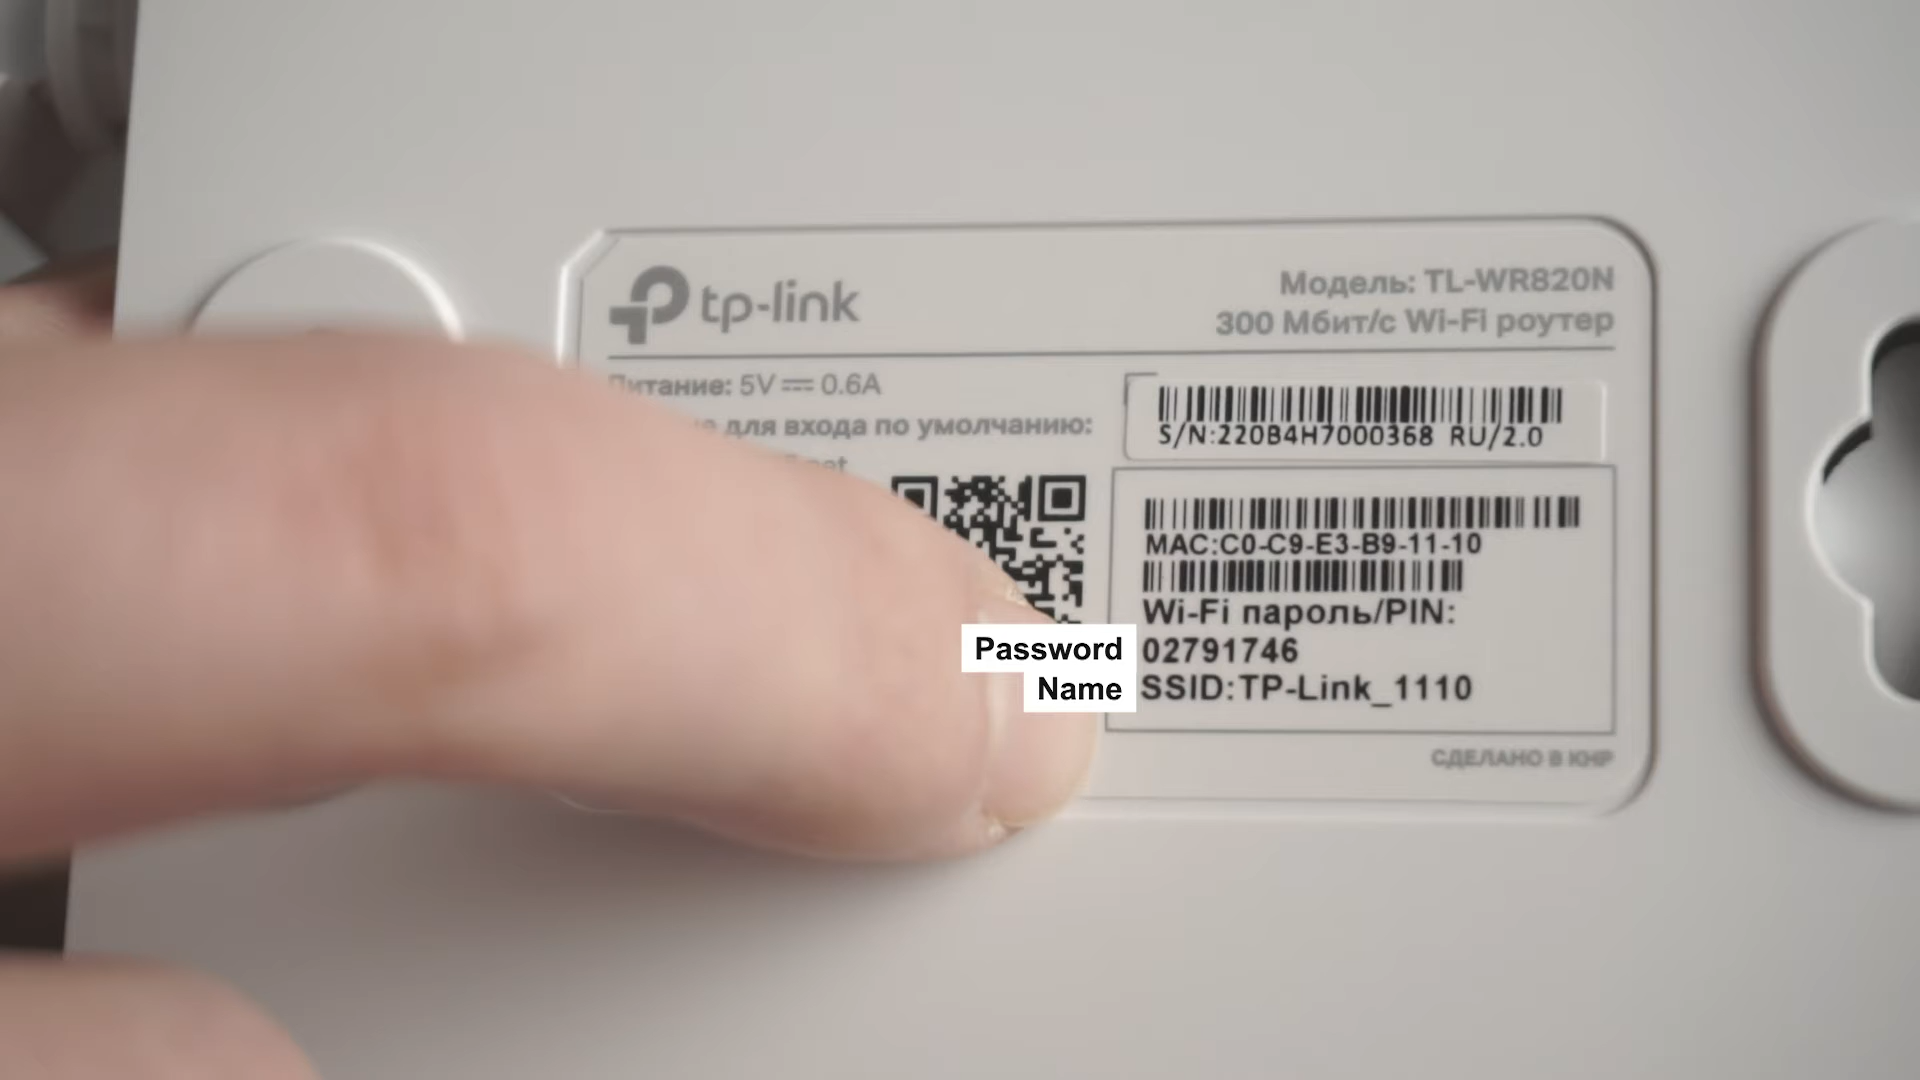 tp-link
Модель: TL-WR820N
300 Мбит/с Wi-Fi роутер
Питание: 5V ⎓ 0.6A
для входа по умолчанию:
S/N:220B4H7000368 RU/2.0
MAC:C0-C9-E3-B9-11-10
Wi-Fi пароль/PIN:
Password 02791746
Name SSID:TP-Link_1110
СДЕЛАНО В КНР